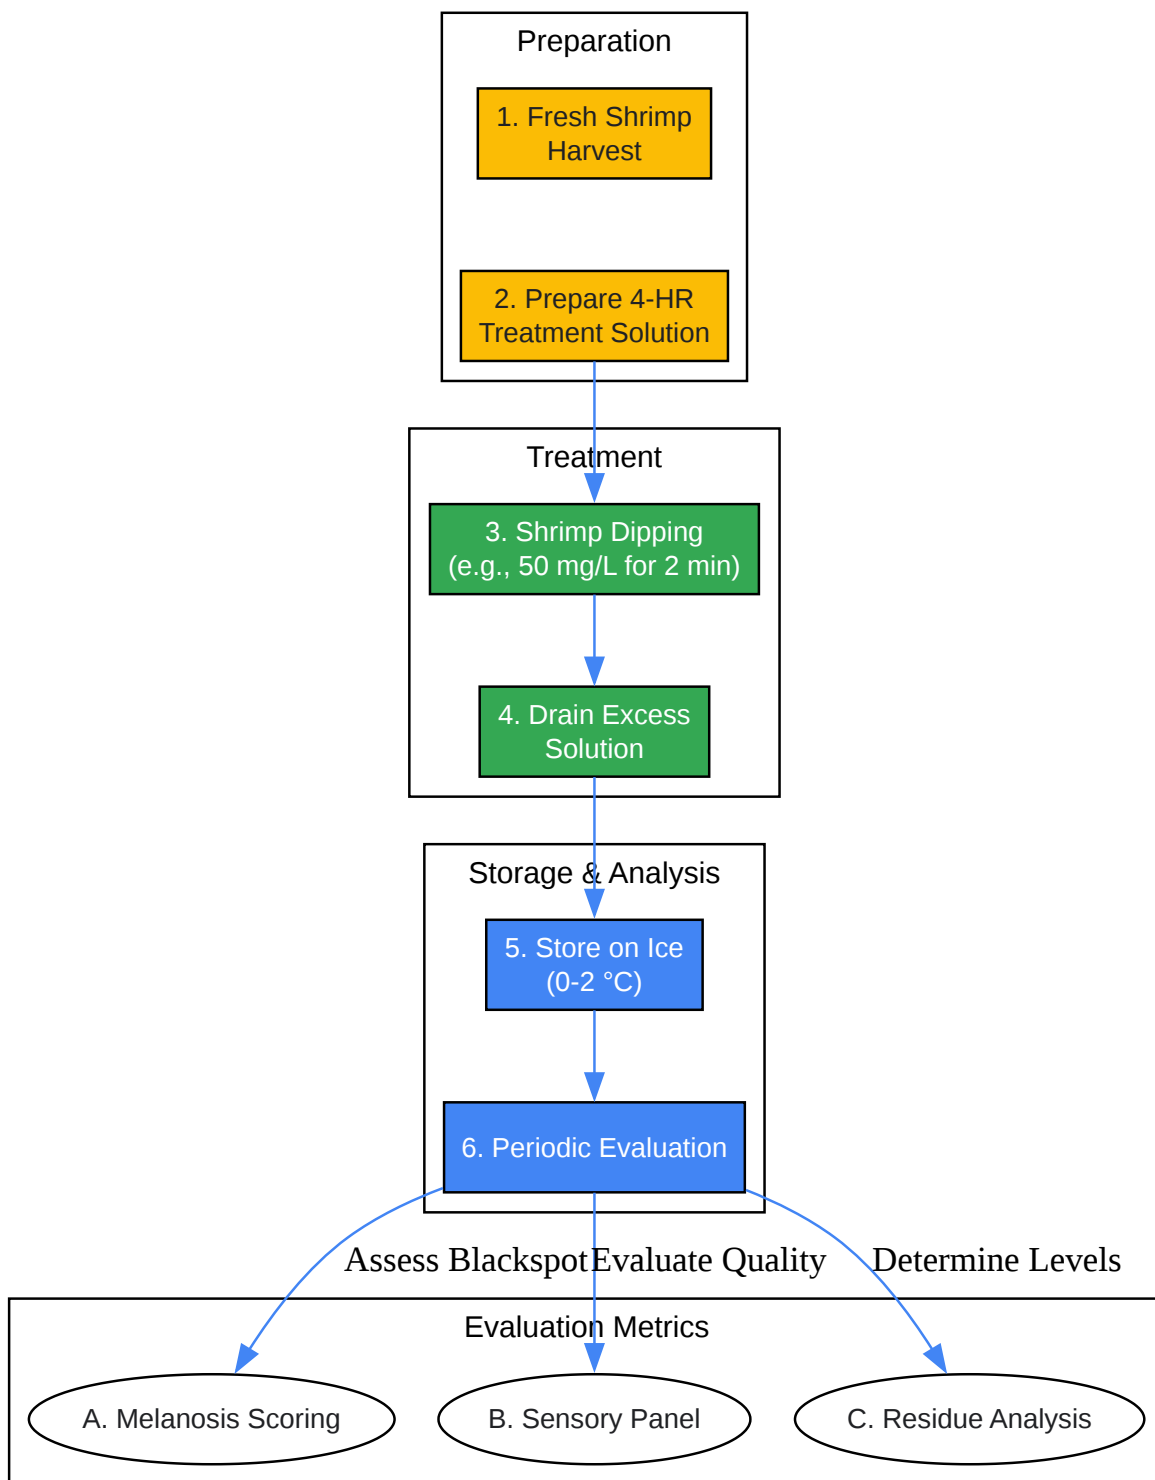 Preparation
1. Fresh Shrimp
Harvest
2. Prepare 4-HR
Treatment Solution
Treatment
3. Shrimp Dipping
(e.g., 50 mg/L for 2 min)
4. Drain Excess
Solution
Storage & Analysis
5. Store on Ice
(0-2 °C)
6. Periodic Evaluation
Assess Blackspot
Evaluate Quality
Determine Levels
Evaluation Metrics
A. Melanosis Scoring
B. Sensory Panel
C. Residue Analysis